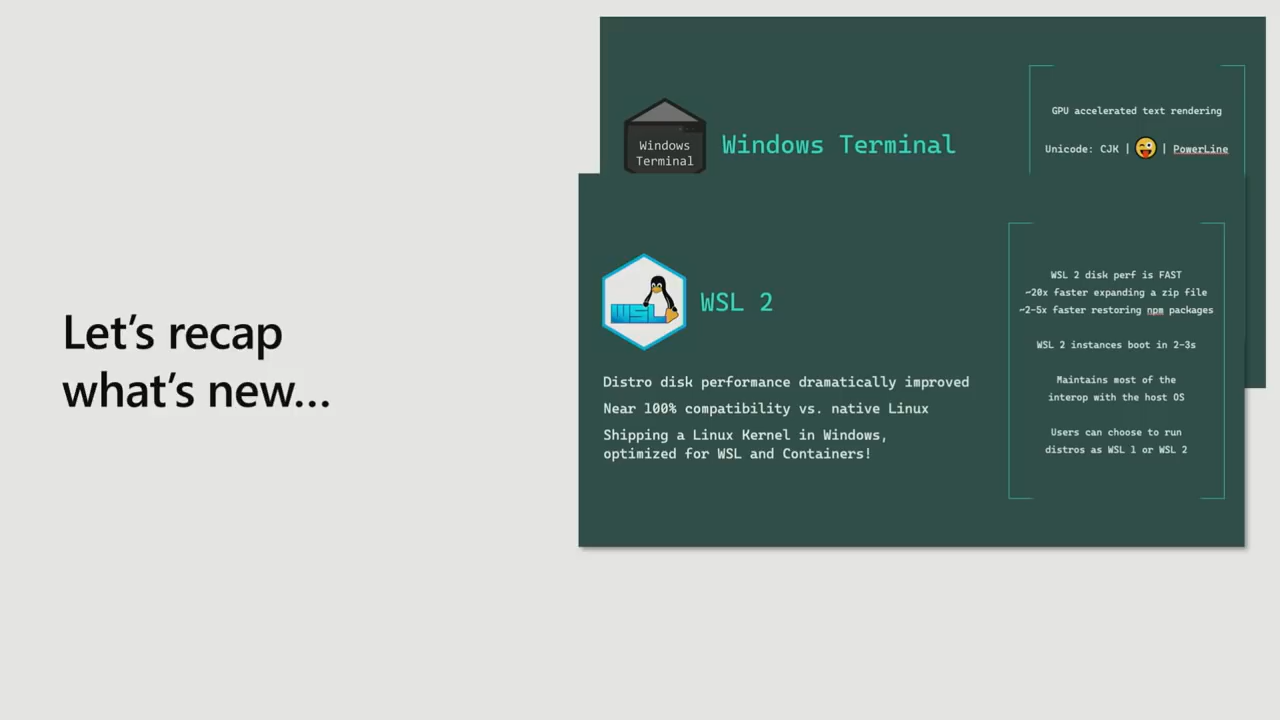 Let's recap
what's new...
Windows
Terminal
Windows Terminal
GPU accelerated text rendering
Unicode: CJK | 😜 | PowerLine
WSL
WSL 2
Distro disk performance dramatically improved
Near 100% compatibility vs. native Linux
Shipping a Linux Kernel in Windows,
optimized for WSL and Containers!
WSL 2 disk perf is FAST
~20x faster expanding a zip file
~2-5x faster restoring npm packages
WSL 2 instances boot in 2-3s
Maintains most of the
interop with the host OS
Users can choose to run
distros as WSL 1 or WSL 2